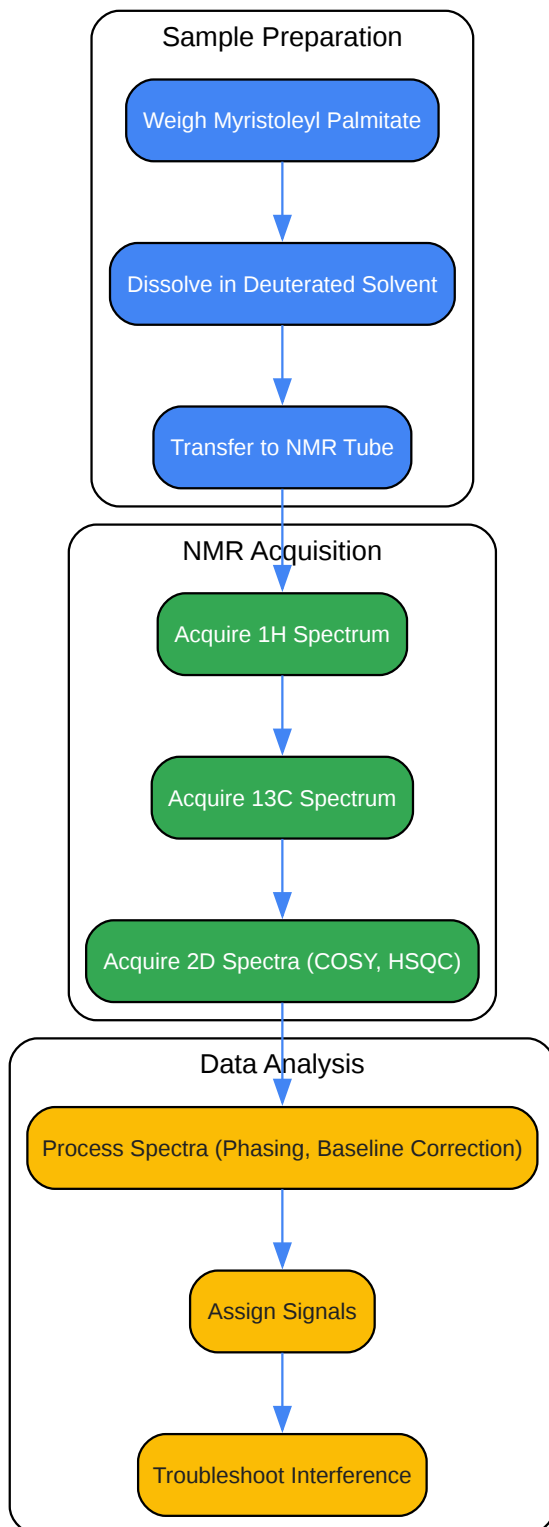 Sample Preparation
Weigh Myristoleyl Palmitate
Dissolve in Deuterated Solvent
Transfer to NMR Tube
NMR Acquisition
Acquire 1H Spectrum
Acquire 13C Spectrum
Acquire 2D Spectra (COSY, HSQC)
Data Analysis
Process Spectra (Phasing, Baseline Correction)
Assign Signals
Troubleshoot Interference